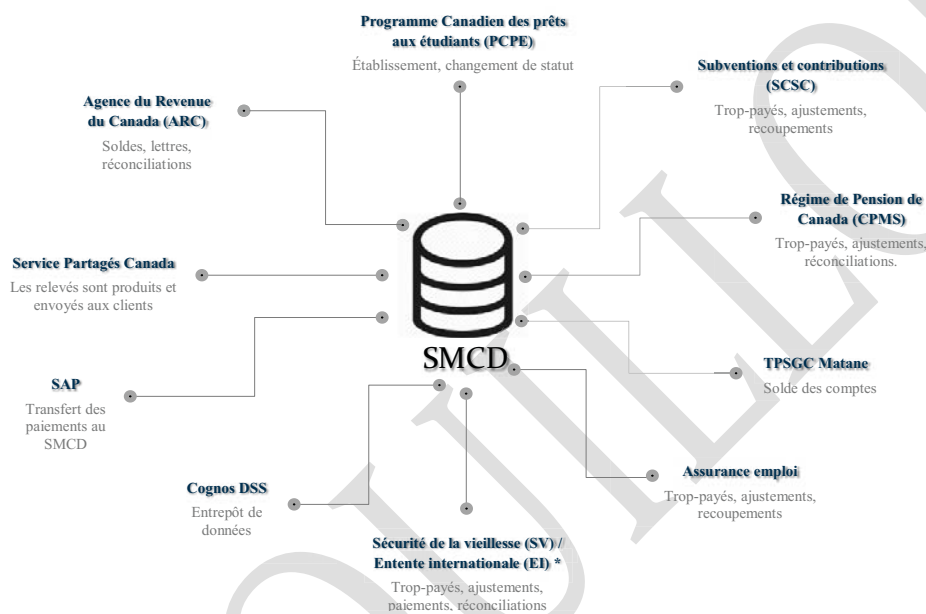 Programme Canadien des prêts
aux étudiants (PCPE)
Établissement, changement de statut
Subventions et contributions
(SCSC)
Trop-payés, ajustements,
recoupements
Agence du Revenue
du Canada (ARC)
Soldes, lettres,
réconciliations
Régime de Pension de
Canada (CPMS)
Trop-payés, ajustements,
réconciliations.
Service Partagés Canada
Les relevés sont produits et
envoyés aux clients
SMCD
TPSGC Matane
Solde des comptes
SAP
Transfert des
paiements au
SMCD
Assurance emploi
Trop-payés, ajustements,
recoupements
Cognos DSS
Entrepôt de
données
Sécurité de la vieillesse (SV) /
Entente internationale (EI) *
Trop-payés, ajustements,
paiements, réconciliations